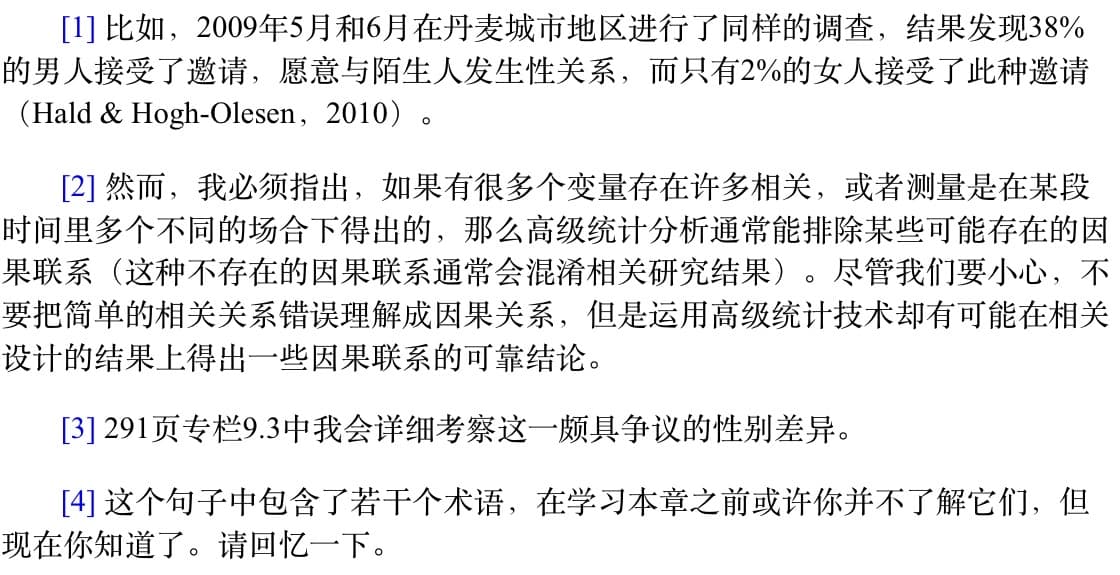 [1] 比如，2009年5月和6月在丹麦城市地区进行了同样的调查，结果发现38%
的男人接受了邀请，愿意与陌生人发生性关系，而只有2%的女人接受了此种邀请
（Hald & Hogh-Olesen，2010）。
[2] 然而，我必须指出，如果有很多个变量存在许多相关，或者测量是在某段
时间里多个不同的场合下得出的，那么高级统计分析通常能排除某些可能存在的因
果联系（这种不存在的因果联系通常会混淆相关研究结果）。尽管我们要小心，不
要把简单的相关关系错误理解成因果关系，但是运用高级统计技术却有可能在相关
设计的结果上得出一些因果联系的可靠结论。
[3] 291页专栏9.3中我会详细考察这一颇具争议的性别差异。
[4] 这个句子中包含了若干个术语，在学习本章之前或许你并不了解它们，但
现在你知道了。请回忆一下。